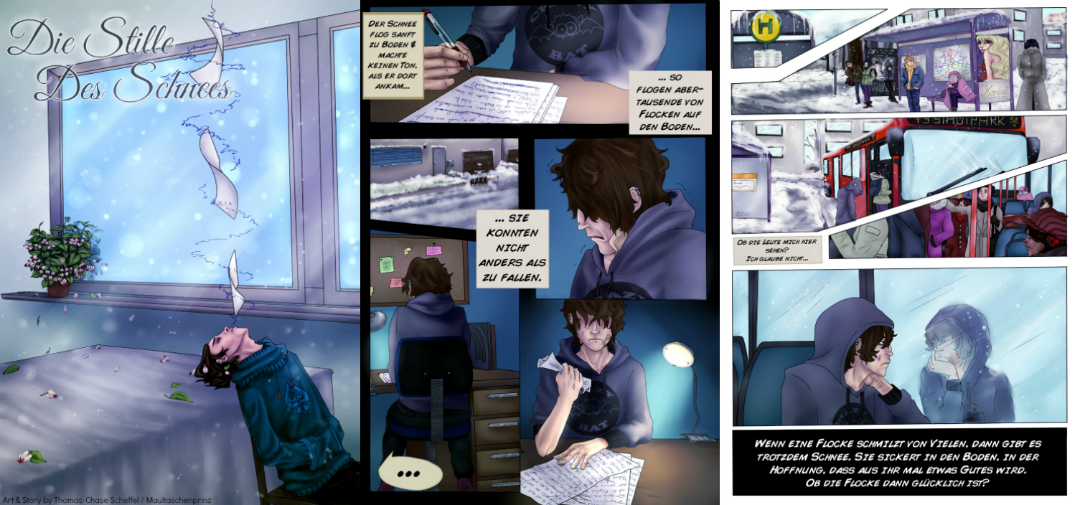 Die Stille
Des Schnees
Art & Story by Thomas-Chase Scheffel / Maultaschenprinz
Der Schnee
flog sanft
zu Boden &
machte
keinen Ton,
als er dort
ankam...
... so
flogen aber-
tausende von
Flocken auf
den Boden...
BAT
... sie
konnten
nicht
anders als
zu fallen.
...
H
STADTPARK
Ob die Leute mich hier
sehen?
Ich glaube nicht...
Wenn eine Flocke schmilzt von Vielen, dann gibt es
trotzdem Schnee. Sie sickert in den Boden, in der
Hoffnung, dass aus ihr mal etwas Gutes wird.
Ob die Flocke dann glücklich ist?